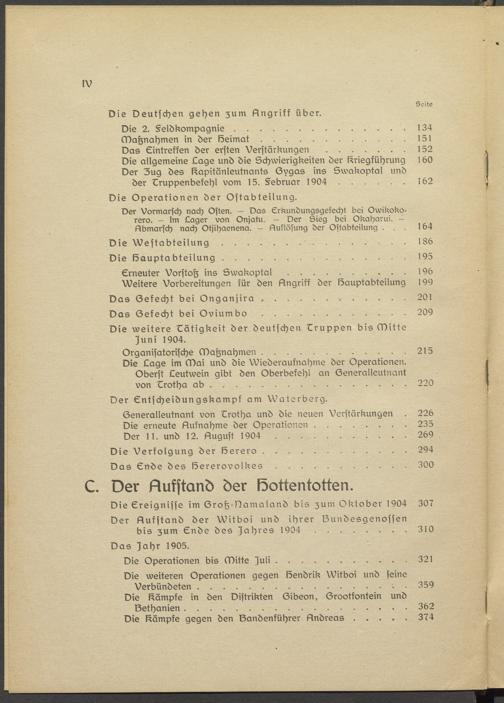 IV
Seite
Die Deutschen gehen zum Angriff über.
Die 2. Feldkompagnie . . . . . . . . . . . . . 134
Maßnahmen in der Heimat . . . . . . . . . . . 151
Das Eintreffen der ersten Verstärkungen . . . . . . . 152
Die allgemeine Lage und die Schwierigkeiten der Kriegführung 160
Der Zug des Kapitänleutnants Gygas ins Swakoptal und
der Truppenbefehl vom 15. Februar 1904 . . . . . . 162
Die Operationen der Ostabteilung.
Der Vormarsch nach Osten. — Das Erkundungsgefecht bei Owikoko-
rero. — Im Lager von Onjatu. — Der Sieg bei Okaharui. —
Abmarsch nach Otjihaenena. — Auflösung der Ostabteilung . . . 164
Die Westabteilung . . . . . . . . . . . . . 186
Die Hauptabteilung . . . . . . . . . . . . . 195
Erneuter Vorstoß ins Swakoptal . . . . . . . . . 196
Weitere Vorbereitungen für den Angriff der Hauptabteilung 199
Das Gefecht bei Onganjira . . . . . . . . . . 201
Das Gefecht bei Oviumbo . . . . . . . . . . . 209
Die weitere Tätigkeit der deutschen Truppen bis Mitte
Juni 1904.
Organisatorische Maßnahmen . . . . . . . . . . 215
Die Lage im Mai und die Wiederaufnahme der Operationen.
Oberst Leutwein gibt den Oberbefehl an Generalleutnant
von Trotha ab . . . . . . . . . . . . . . 220
Der Entscheidungskampf am Waterberg.
Generalleutnant von Trotha und die neuen Verstärkungen . 226
Die erneute Aufnahme der Operationen . . . . . . . 235
Der 11. und 12. August 1904 . . . . . . . . . . 269
Die Verfolgung der Herero . . . . . . . . . . 294
Das Ende des Hererovolkes . . . . . . . . . . 300
C. Der Aufstand der Hottentotten.
Die Ereignisse im Groß-Namaland bis zum Oktober 1904 307
Der Aufstand der Witboi und ihrer Bundesgenossen
bis zum Ende des Jahres 1904 . . . . . . . . 310
Das Jahr 1905.
Die Operationen bis Mitte Juli . . . . . . . . . . 321
Die weiteren Operationen gegen Hendrik Witboi und seine
Verbündeten . . . . . . . . . . . . . . . 359
Die Kämpfe in den Distrikten Gibeon, Grootfontein und
Bethanien . . . . . . . . . . . . . . . . 362
Die Kämpfe gegen den Bandenführer Andreas . . . . . 374